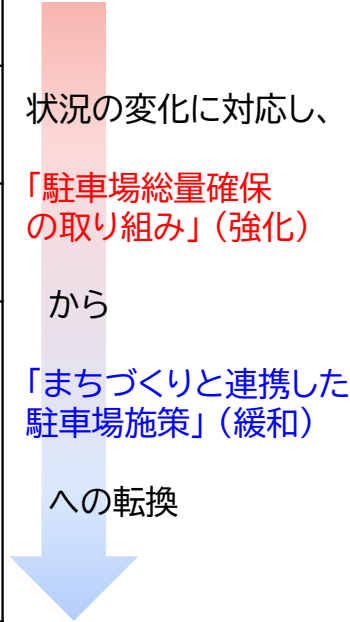 状況の変化に対応し、
「駐車場総量確保
の取り組み」（強化）
から
「まちづくりと連携した
駐車場施策」（緩和）
への転換